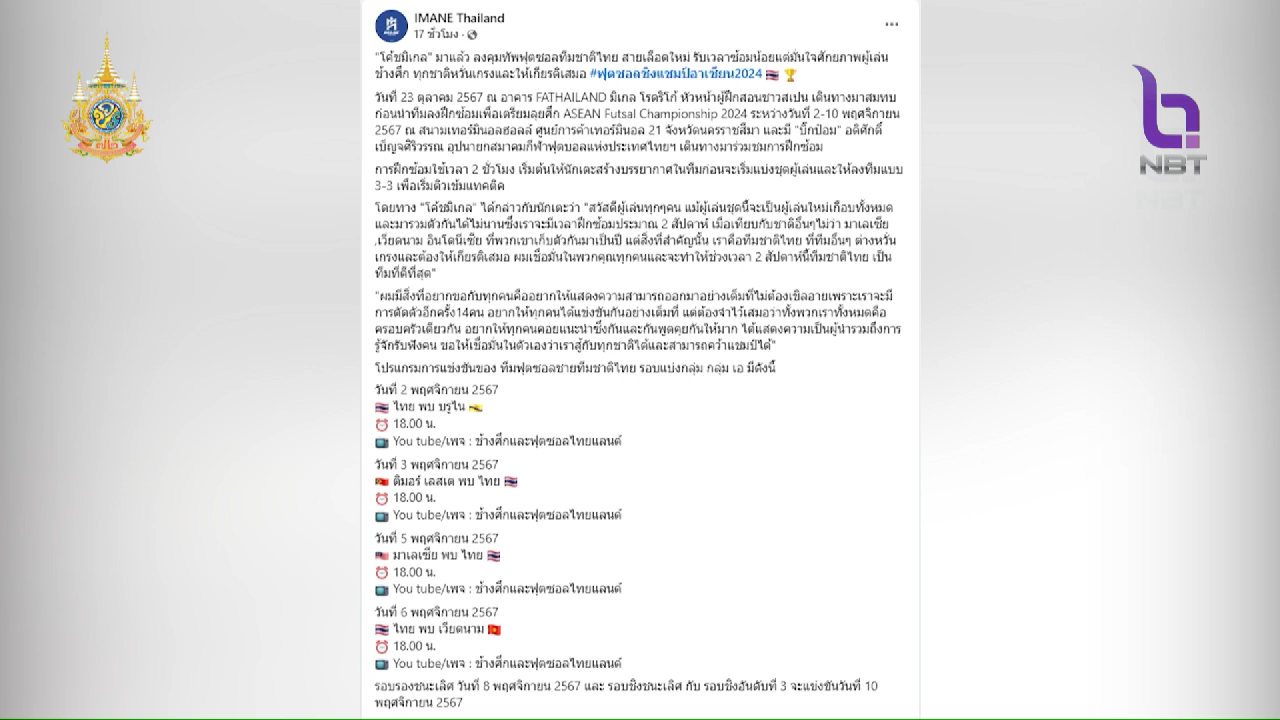 IMANE Thailand
17 ชั่วโมง ·
"โค้ชมิเกล" มาแล้ว ลงคุมทัพฟุตซอลทีมชาติไทย สายเลือดใหม่ รับเวลาซ้อมน้อยแต่มั่นใจศักยภาพผู้เล่น
ช้างศึก ทุกชาติหวั่นเกรงและให้เกียรติเสมอ #ฟุตซอลชิงแชมป์อาเซียน2024
วันที่ 23 ตุลาคม 2567 ณ อาคาร FATHAILAND มิเกล โรดริโก้ หัวหน้าผู้ฝึกสอนชาวสเปน เดินทางมาสมทบ
ก่อนนำทีมลงฝึกซ้อมเพื่อเตรียมลุยศึก ASEAN Futsal Championship 2024 ระหว่างวันที่ 2-10 พฤศจิกายน
2567 ณ สนามเทอร์มินอลฮอลล์ ศูนย์การค้าเทอร์มินอล 21 จังหวัดนครราชสีมา และมี "บิ๊กป้อม" อดิศักดิ์
เบ็ญจศิริวรรณ อุปนายกสมาคมกีฬาฟุตบอลแห่งประเทศไทยฯ เดินทางมาร่วมชมการฝึกซ้อม
การฝึกซ้อมใช้เวลา 2 ชั่วโมง เริ่มต้นให้นักเตะสร้างบรรยากาศในทีมก่อนจะเริ่มแบ่งชุดผู้เล่นและให้ลงทีมแบบ
3-3 เพื่อเริ่มติวเข้มแทคติค
โดยทาง "โค้ชมิเกล" ได้กล่าวกับนักเตะว่า "สวัสดีผู้เล่นทุกๆคน แม้ผู้เล่นชุดนี้จะเป็นผู้เล่นใหม่เกือบทั้งหมด
และมารวมตัวกันได้ไม่นานซึ่งเราจะมีเวลาฝึกซ้อมประมาณ 2 สัปดาห์ เมื่อเทียบกับชาติอื่นๆไม่ว่า มาเลเซีย
,เวียดนาม อินโดนีเซีย ที่พวกเขาเก็บตัวกันมาเป็นปี แต่สิ่งที่สำคัญนั้น เราคือทีมชาติไทย ที่ทีมอื่นๆ ต่างหวั่น
เกรงและต้องให้เกียรติเสมอ ผมเชื่อมั่นในพวกคุณทุกคนและจะทำให้ช่วงเวลา 2 สัปดาห์นี้ทีมชาติไทย เป็น
ทีมที่ดีที่สุด"
"ผมมีสิ่งที่อยากขอกับทุกคนคืออยากให้แสดงความสามารถออกมาอย่างเต็มที่ไม่ต้องเขิลอายเพราะเราจะมี
การตัดตัวอีกครั้ง14คน อยากให้ทุกคนได้แข่งขันกันอย่างเต็มที่ แต่ต้องจำไว้เสมอว่าทั้งพวกเราทั้งหมดคือ
ครอบครัวเดียวกัน อยากให้ทุกคนคอยแนะนำซึ่งกันและกันพูดคุยกันให้มาก ได้แสดงความเป็นผู้นำรวมถึงการ
รู้จักรับฟังคน ขอให้เชื่อมั่นในตัวเองว่าเราสู้กับทุกชาติได้และสามารถคว้าแชมป์ได้"
โปรแกรมการแข่งขันของ ทีมฟุตซอลชายทีมชาติไทย รอบแบ่งกลุ่ม กลุ่ม เอ มีดังนี้
วันที่ 2 พฤศจิกายน 2567
ไทย พบ บรูไน
18.00 น.
You tube/เพจ : ช้างศึกและฟุตซอลไทยแลนด์
วันที่ 3 พฤศจิกายน 2567
ติมอร์ เลสเต พบ ไทย
18.00 น.
You tube/เพจ : ช้างศึกและฟุตซอลไทยแลนด์
วันที่ 5 พฤศจิกายน 2567
มาเลเซีย พบ ไทย
18.00 น.
You tube/เพจ : ช้างศึกและฟุตซอลไทยแลนด์
วันที่ 6 พฤศจิกายน 2567
ไทย พบ เวียดนาม
18.00 น.
You tube/เพจ : ช้างศึกและฟุตซอลไทยแลนด์
รอบรองชนะเลิศ วันที่ 8 พฤศจิกายน 2567 และ รอบชิงชนะเลิศ กับ รอบชิงอันดับที่ 3 จะแข่งขันวันที่ 10
พฤศจิกายน 2567
NBT